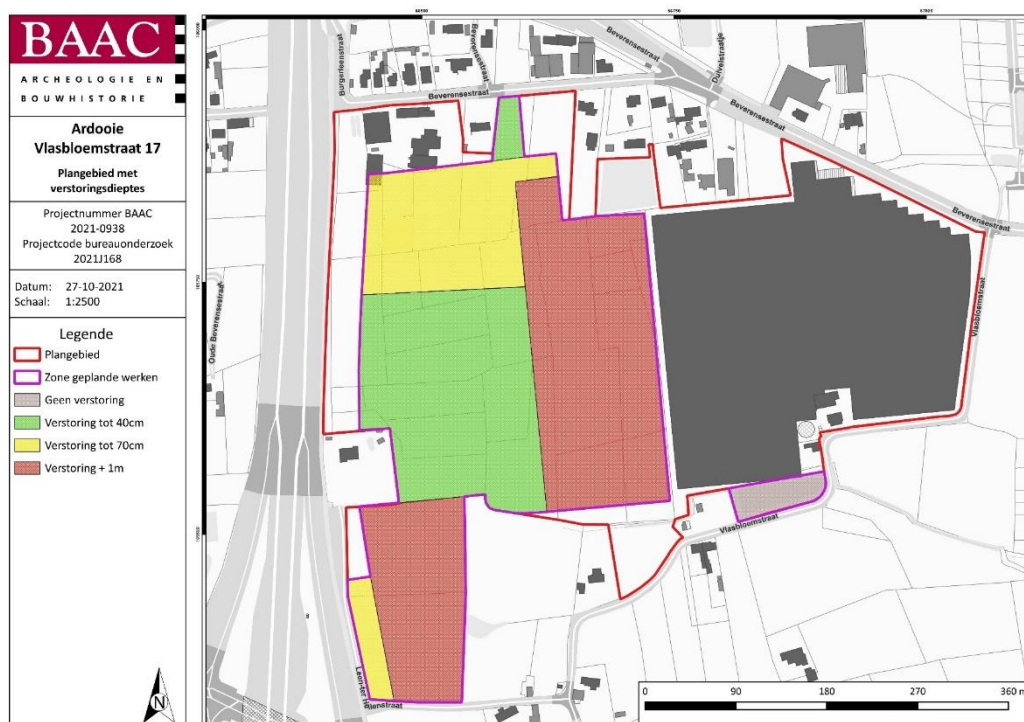 BAAC
ARCHEOLOGIE EN
BOUWHISTORIE
Ardooie
Vlasbloemstraat 17
Plangebied met
verstoringsdieptes
Projectnummer BAAC
2021-0938
Projectcode bureauonderzoek
2021J168
Datum: 27-10-2021
Schaal: 1:2500
Legende
Plangebied
Zone geplande werken
Geen verstoring
Verstoring tot 40cm
Verstoring tot 70cm
Verstoring + 1m
N
Beverensestraat
Duivelstraatje
Beverensestraat
Beverensestraat
Beverensestraat
Beverensestraat
Oude Beverensestraat
Vlasbloemstraat
Vlasbloemstraat
0 90 180 270 360 m